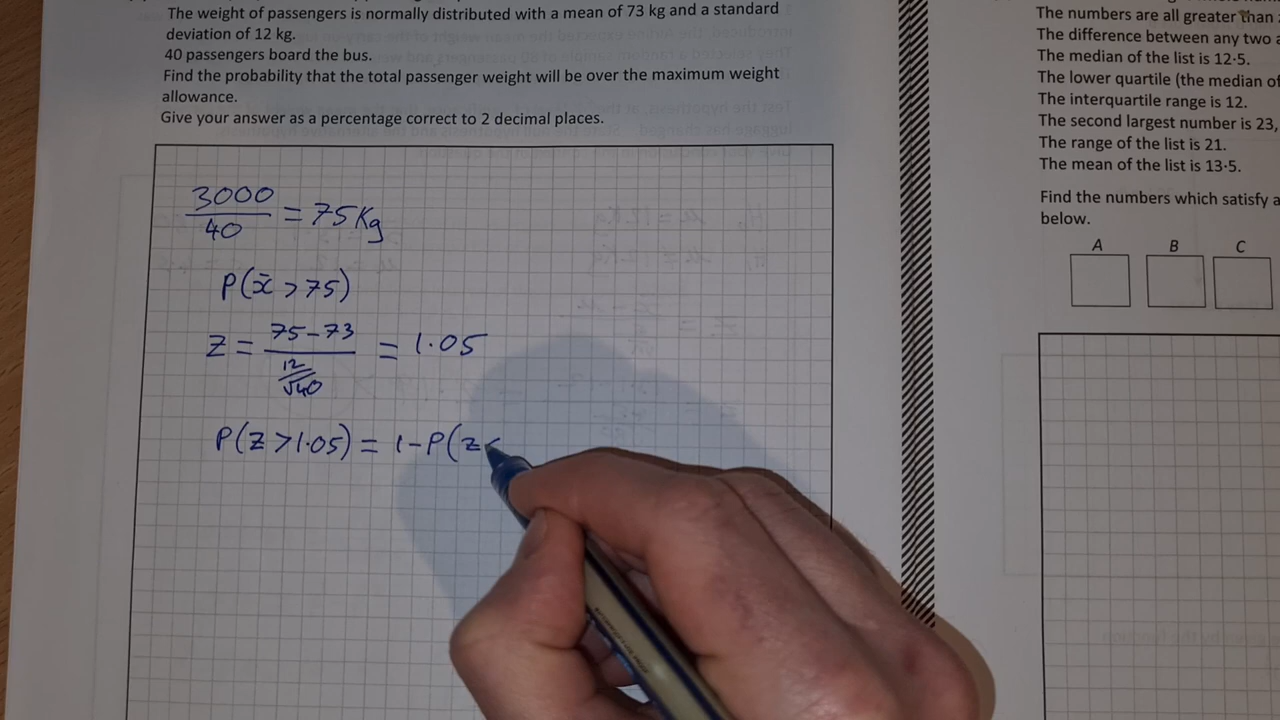 The weight of passengers is normally distributed with a mean of 73 kg and a standard
deviation of 12 kg.
40 passengers board the bus.
Find the probability that the total passenger weight will be over the maximum weight
allowance.
Give your answer as a percentage correct to 2 decimal places.
3000/40 = 75Kg
P(x̄ > 75)
Z = (75-73)/(12/√40) = 1.05
P(Z > 1.05) = 1 - P(z<
The numbers are all greater than
The difference between any two
The median of the list is 12·5.
The lower quartile (the median of
The interquartile range is 12.
The second largest number is 23,
The range of the list is 21.
The mean of the list is 13·5.
Find the numbers which satisfy
below.
A B C